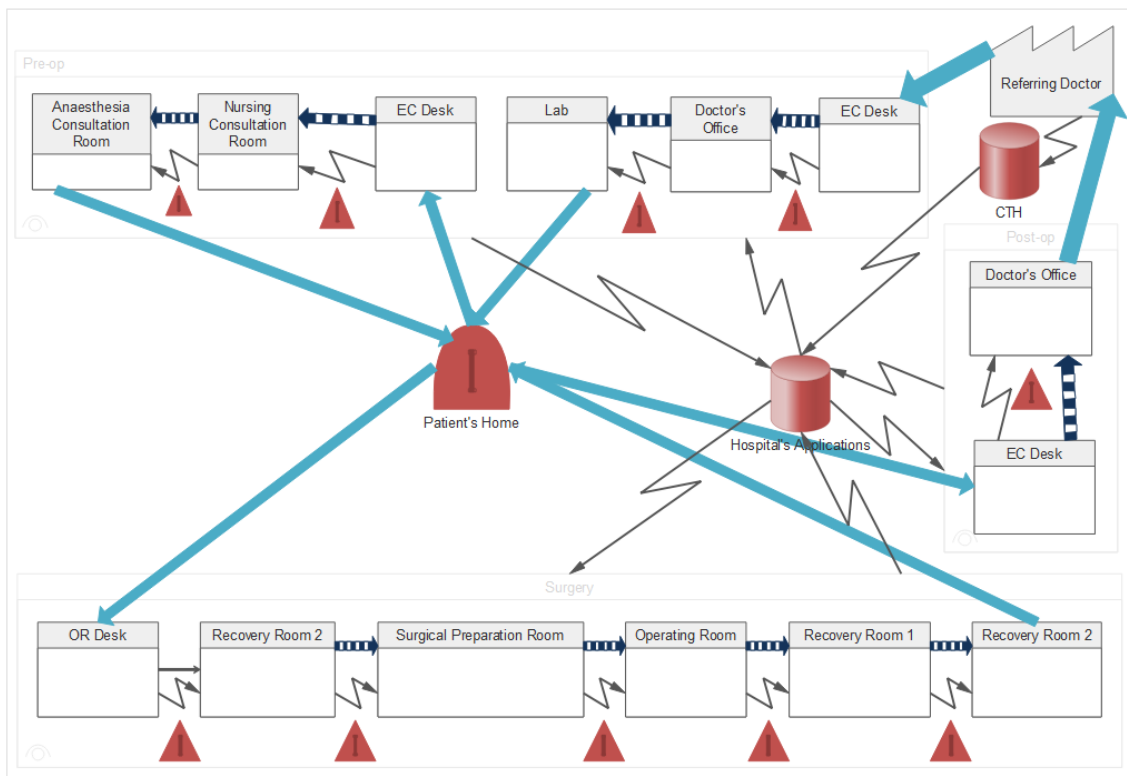 Pre-op
Referring Doctor
Anaesthesia
Consultation
Room
Nursing
Consultation
Room
EC Desk
Lab
Doctor's
Office
EC Desk
CTH
Post-op
Doctor's Office
EC Desk
Patient's Home
Hospital's Applications
Surgery
OR Desk
Recovery Room 2
Surgical Preparation Room
Operating Room
Recovery Room 1
Recovery Room 2